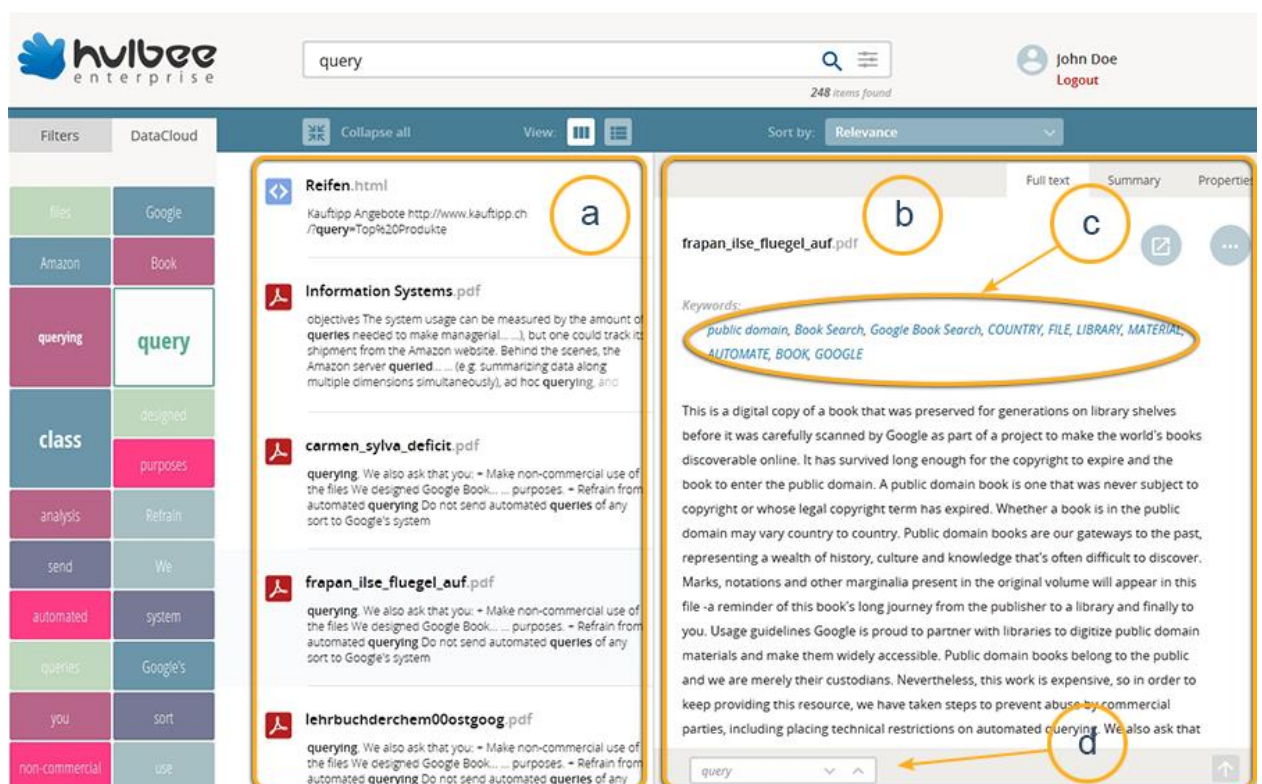 hulbee
enterprise
query
248 items found
John Doe
Logout
Filters
DataCloud
Collapse all
View:
Sort by:
Relevance
files
Google
Amazon
Book
querying
query
class
designed
purposes
analysis
Refrain
send
We
automated
system
queries
Google's
you
sort
non-commercial
use
Reifen.html
Kauftipp Angebote http://www.kauftipp.ch
/?query=Top%20Produkte
a
Information Systems.pdf
objectives The system usage can be measured by the amount of
queries needed to make managerial... ...), but one could track its
shipment from the Amazon website. Behind the scenes, the
Amazon server queried... ... (e.g. summarizing data along
multiple dimensions simultaneously), ad hoc querying, and
carmen_sylva_deficit.pdf
querying. We also ask that you: + Make non-commercial use of
the files We designed Google Book... ... purposes. + Refrain from
automated querying Do not send automated queries of any
sort to Google's system
frapan_ilse_fluegel_auf.pdf
querying. We also ask that you: + Make non-commercial use of
the files We designed Google Book... ... purposes. + Refrain from
automated querying Do not send automated queries of any
sort to Google's system
lehrbuchderchem00ostgoog.pdf
querying. We also ask that you: + Make non-commercial use of
the files We designed Google Book... ... purposes. + Refrain from
automated querying Do not send automated queries of any
Full text
Summary
Properties
b
c
frapan_ilse_fluegel_auf.pdf
Keywords:
public domain, Book Search, Google Book Search, COUNTRY, FILE, LIBRARY, MATERIAL,
AUTOMATE, BOOK, GOOGLE
This is a digital copy of a book that was preserved for generations on library shelves
before it was carefully scanned by Google as part of a project to make the world's books
discoverable online. It has survived long enough for the copyright to expire and the
book to enter the public domain. A public domain book is one that was never subject to
copyright or whose legal copyright term has expired. Whether a book is in the public
domain may vary country to country. Public domain books are our gateways to the past,
representing a wealth of history, culture and knowledge that's often difficult to discover.
Marks, notations and other marginalia present in the original volume will appear in this
file -a reminder of this book's long journey from the publisher to a library and finally to
you. Usage guidelines Google is proud to partner with libraries to digitize public domain
materials and make them widely accessible. Public domain books belong to the public
and we are merely their custodians. Nevertheless, this work is expensive, so in order to
keep providing this resource, we have taken steps to prevent abuse by commercial
parties, including placing technical restrictions on automated querying. We also ask that
d
query